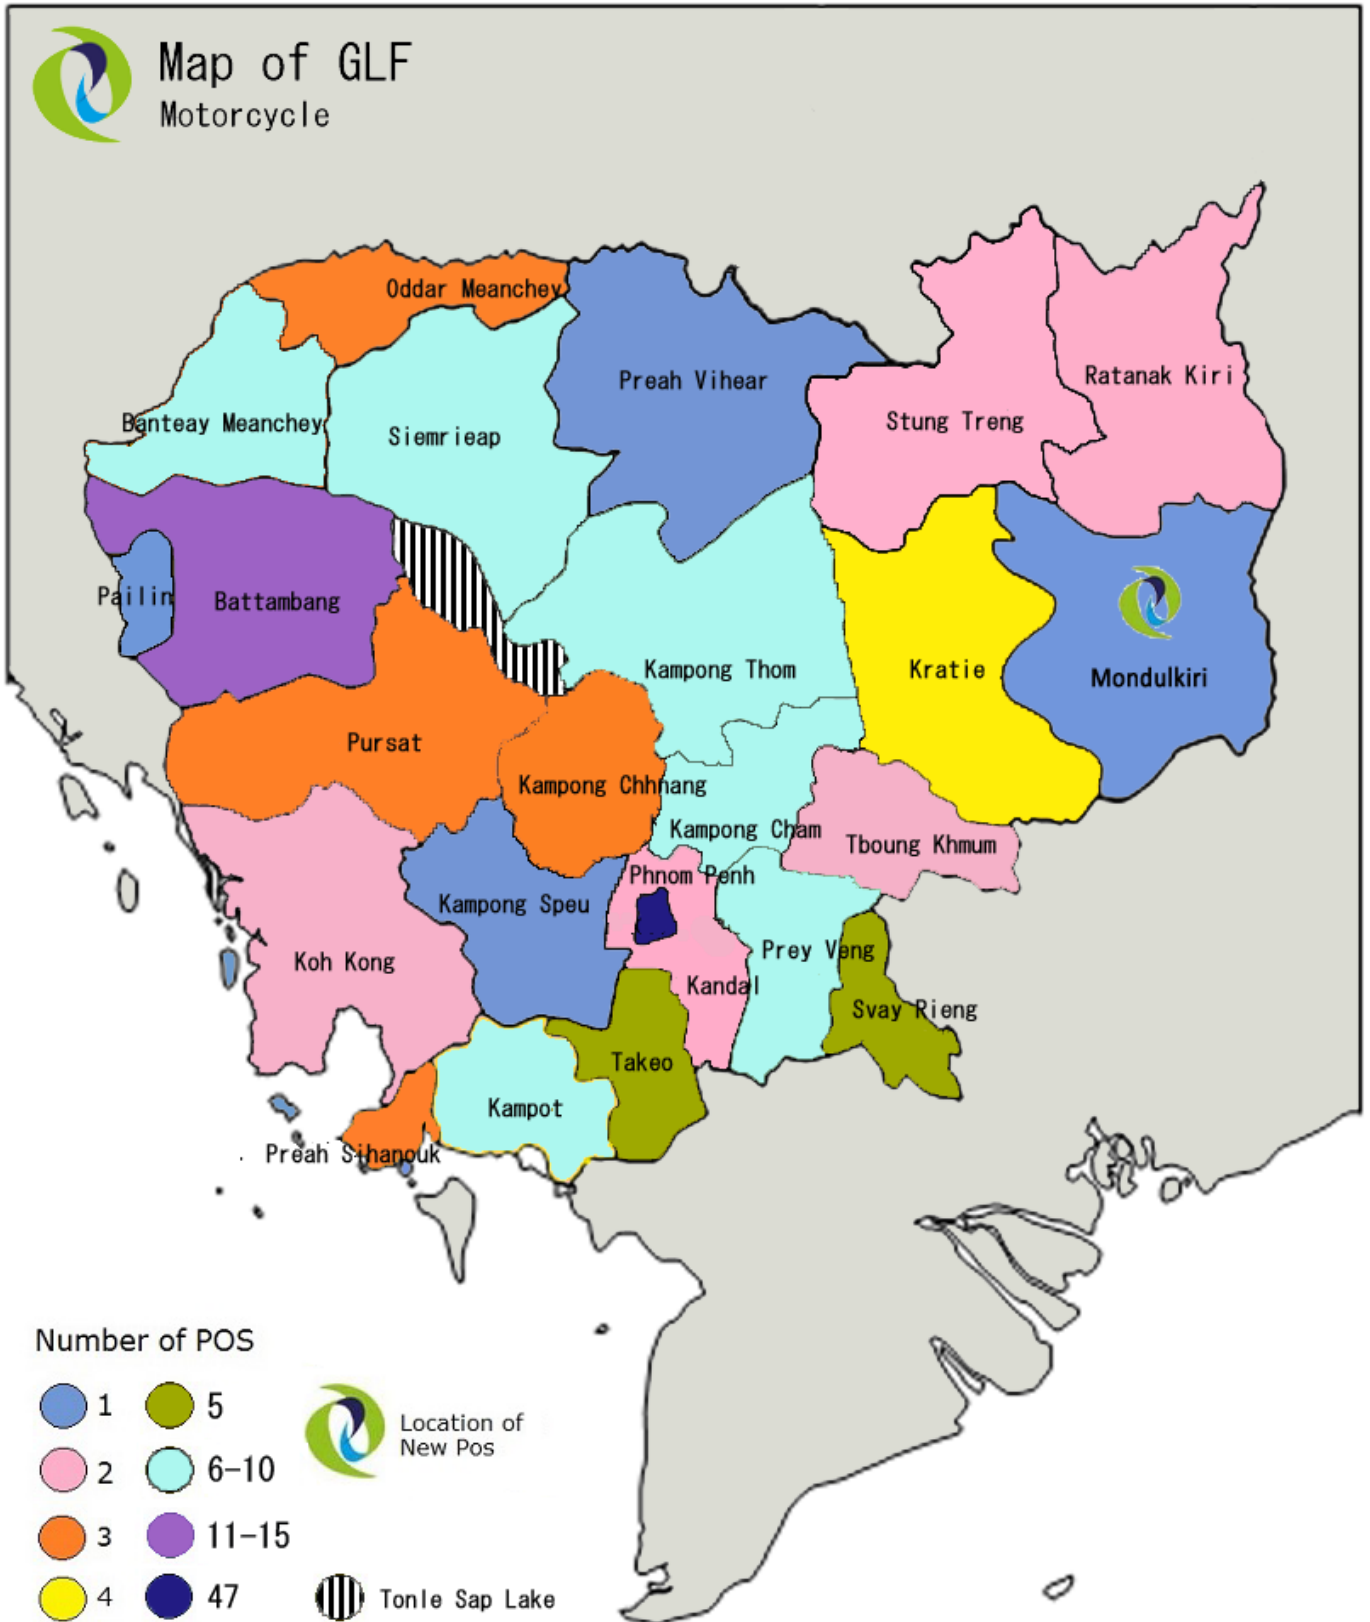 Map of GLF
Motorcycle
Oddar Meanchey
Preah Vihear
Ratanak Kiri
Banteay Meanchey
Siemrieap
Stung Treng
Pailin
Battambang
Kampong Thom
Kratie
Mondulkiri
Pursat
Kampong Chhnang
Kampong Cham
Tboung Khmum
Phnom Penh
Kampong Speu
Koh Kong
Prey Veng
Kandal
Svay Rieng
Takeo
Kampot
Preah Sihanouk
Number of POS
1
5
2
6-10
3
11-15
4
47
Location of
New Pos
Tonle Sap Lake